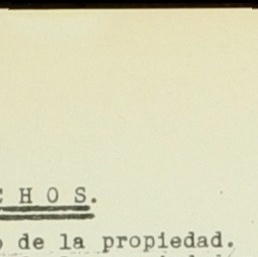 C H O S.
o de la propiedad.